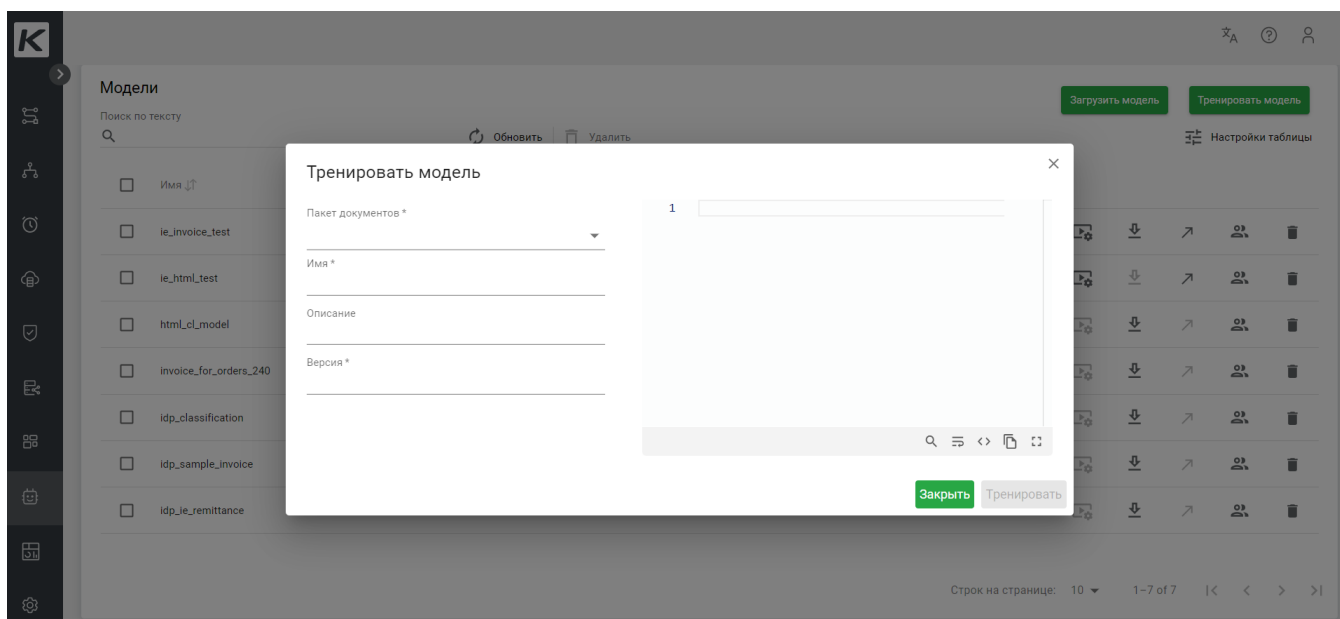 K
Модели
Загрузить модель
Тренировать модель
Поиск по тексту
Обновить
Удалить
Настройки таблицы
Имя
ie_invoice_test
ie_html_test
html_cl_model
invoice_for_orders_240
idp_classification
idp_sample_invoice
idp_ie_remittance
Тренировать модель
Пакет документов *
Имя *
Описание
Версия *
1
Закрыть
Тренировать
Строк на странице: 10 1–7 of 7